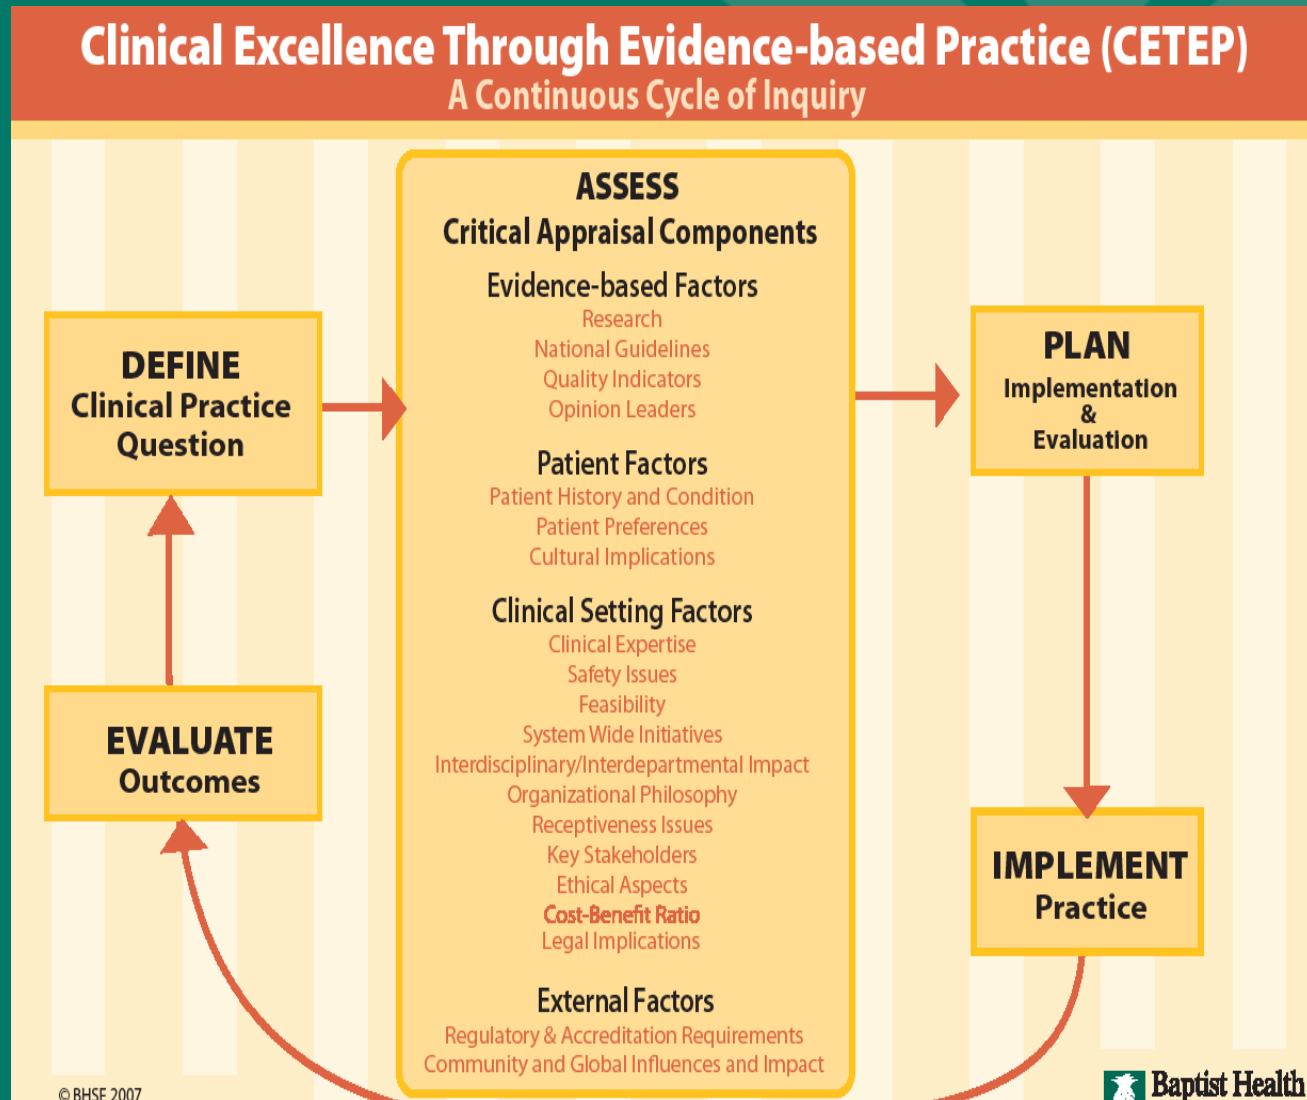 Clinical Excellence Through Evidence-based Practice (CETEP)
A Continuous Cycle of Inquiry
DEFINE
Clinical Practice
Question
ASSESS
Critical Appraisal Components
Evidence-based Factors
Research
National Guidelines
Quality Indicators
Opinion Leaders
Patient Factors
Patient History and Condition
Patient Preferences
Cultural Implications
Clinical Setting Factors
Clinical Expertise
Safety Issues
Feasibility
System Wide Initiatives
Interdisciplinary/Interdepartmental Impact
Organizational Philosophy
Receptiveness Issues
Key Stakeholders
Ethical Aspects
Cost-Benefit Ratio
Legal Implications
External Factors
Regulatory & Accreditation Requirements
Community and Global Influences and Impact
PLAN
Implementation
&
Evaluation
IMPLEMENT
Practice
EVALUATE
Outcomes
© BHSF 2007
Baptist Health